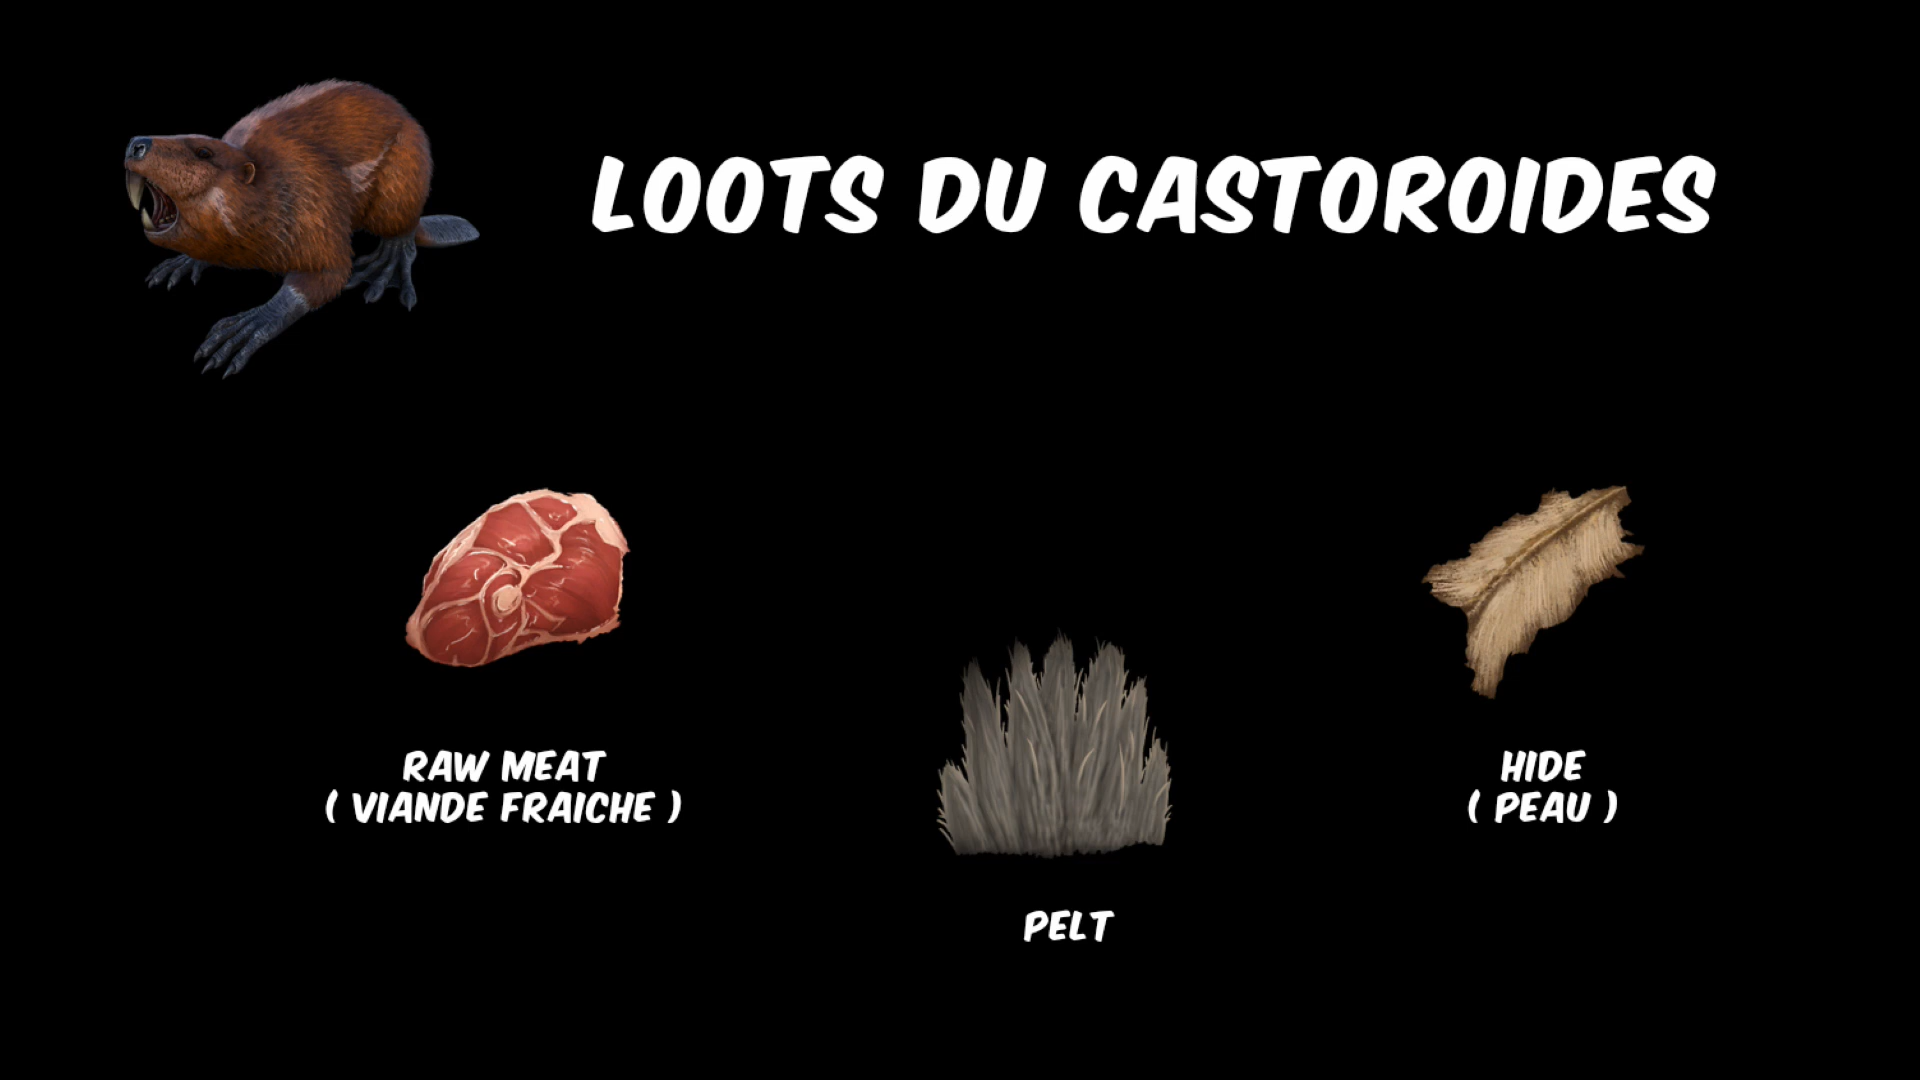 LOOTS DU CASTOROIDES
RAW MEAT
( VIANDE FRAICHE )
HIDE
( PEAU )
PELT